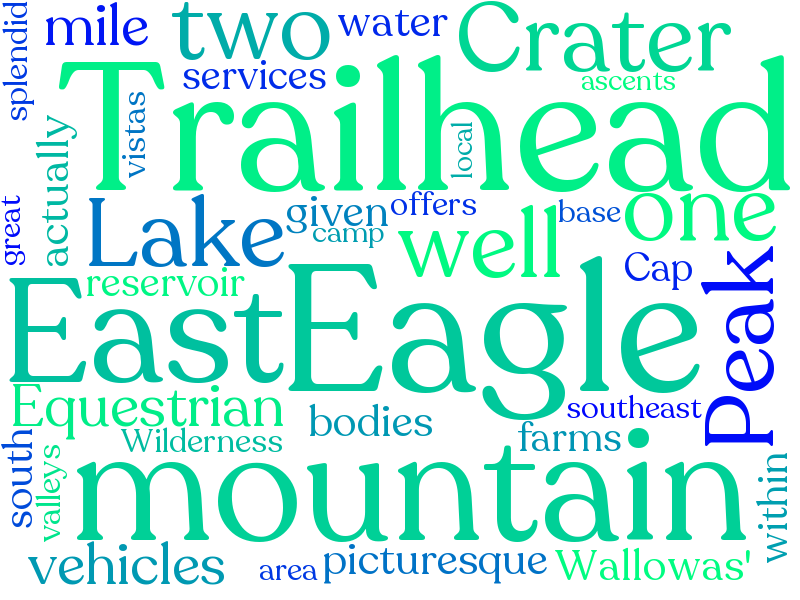 splendid
mile
two
water
Crater
services
ascents
Trailhead
vistas
actually
local
great
Lake
given
offers
camp
well
base
one
reservoir
Cap
Peak
East
Eagle
Equestrian
bodies
southeast
Wilderness
farms
south
valleys
mountain
within
vehicles
area
picturesque
Wallowas'